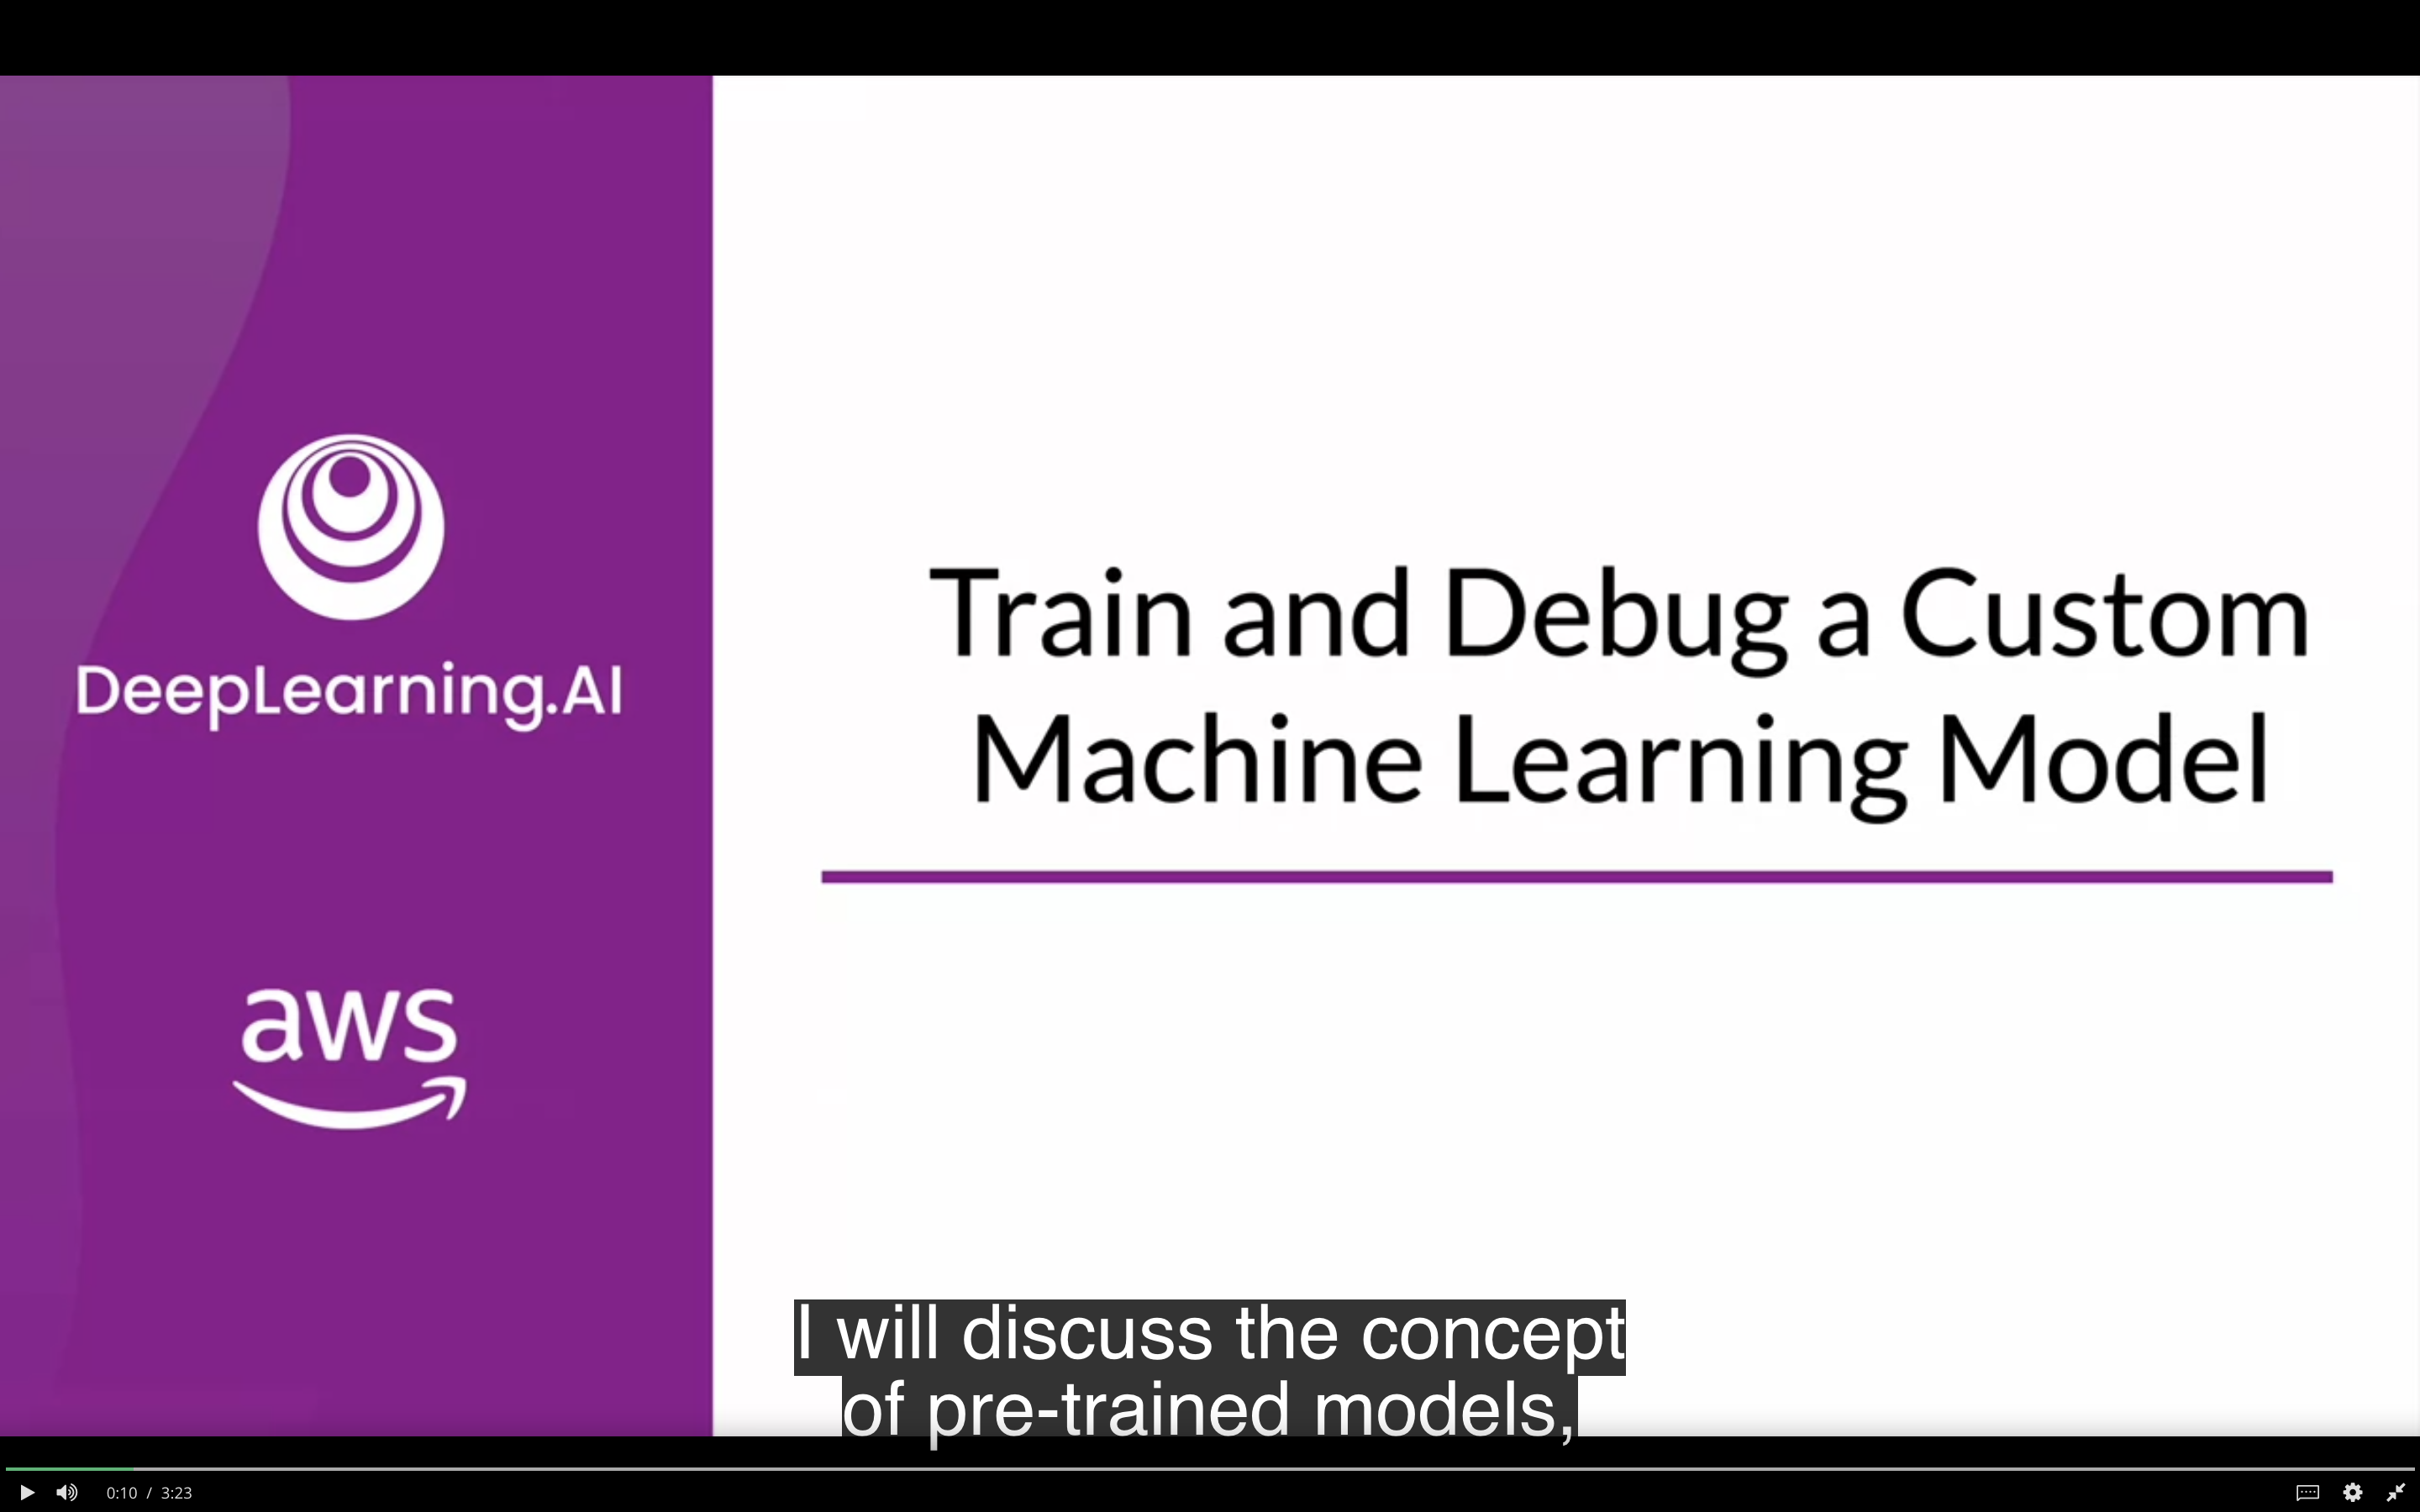 DeepLearning.AI
aws
Train and Debug a Custom
Machine Learning Model
I will discuss the concept
of pre-trained models,
0:10 / 3:23